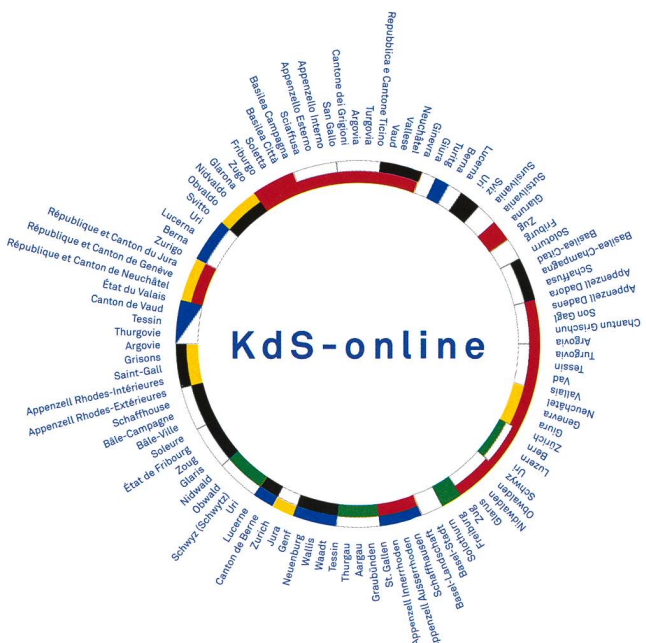 KdS-online
Zurigo
Berna
Lucerna
Uri
Svitto
Obvaldo
Nidvaldo
Glarona
Zugo
Friburgo
Soletta
Basilea Città
Basilea Campagna
Sciaffusa
Appenzello Esterno
Appenzello Interno
San Gallo
Cantone dei Grigioni
Argovia
Turgovia
Repubblica e Cantone Ticino
Vaud
Vallese
Neuchâtel
Ginevra
Giura
Turitg
Berna
Lucerna
Uri
Sviz
Sursilvania
Sutsilvania
Glaruna
Zug
Friburg
Soloturn
Basilea-Citad
Basilea-Champagna
Schaffusa
Appenzell Dadora
Appenzell Dadens
Son Gagl
Chantun Grischun
Argovia
Turgovia
Tessin
Vad
Vallais
Neuchâtel
Genevra
Giura
Zürich
Bern
Luzern
Uri
Schwyz
Obwalden
Nidwalden
Glarus
Zug
Freiburg
Solothurn
Basel-Stadt
Basel-Landschaft
Schaffhausen
ppenzell Ausserrhoden
Appenzell Innerrhoden
St. Gallen
Graubünden
Aargau
Thurgau
Tessin
Waadt
Wallis
Neuenburg
Genf
Jura
Zurich
Canton de Berne
Lucerne
Uri
Schwyz (Schwytz)
Obwald
Nidwald
Glaris
Zoug
État de Fribourg
Soleure
Bâle-Ville
Bâle-Campagne
Schaffhouse
Appenzell Rhodes-Extérieures
Appenzell Rhodes-Intérieures
Saint-Gall
Grisons
Argovie
Thurgovie
Tessin
Canton de Vaud
État du Valais
République et Canton de Neuchâtel
République et Canton de Genève
République et Canton du Jura